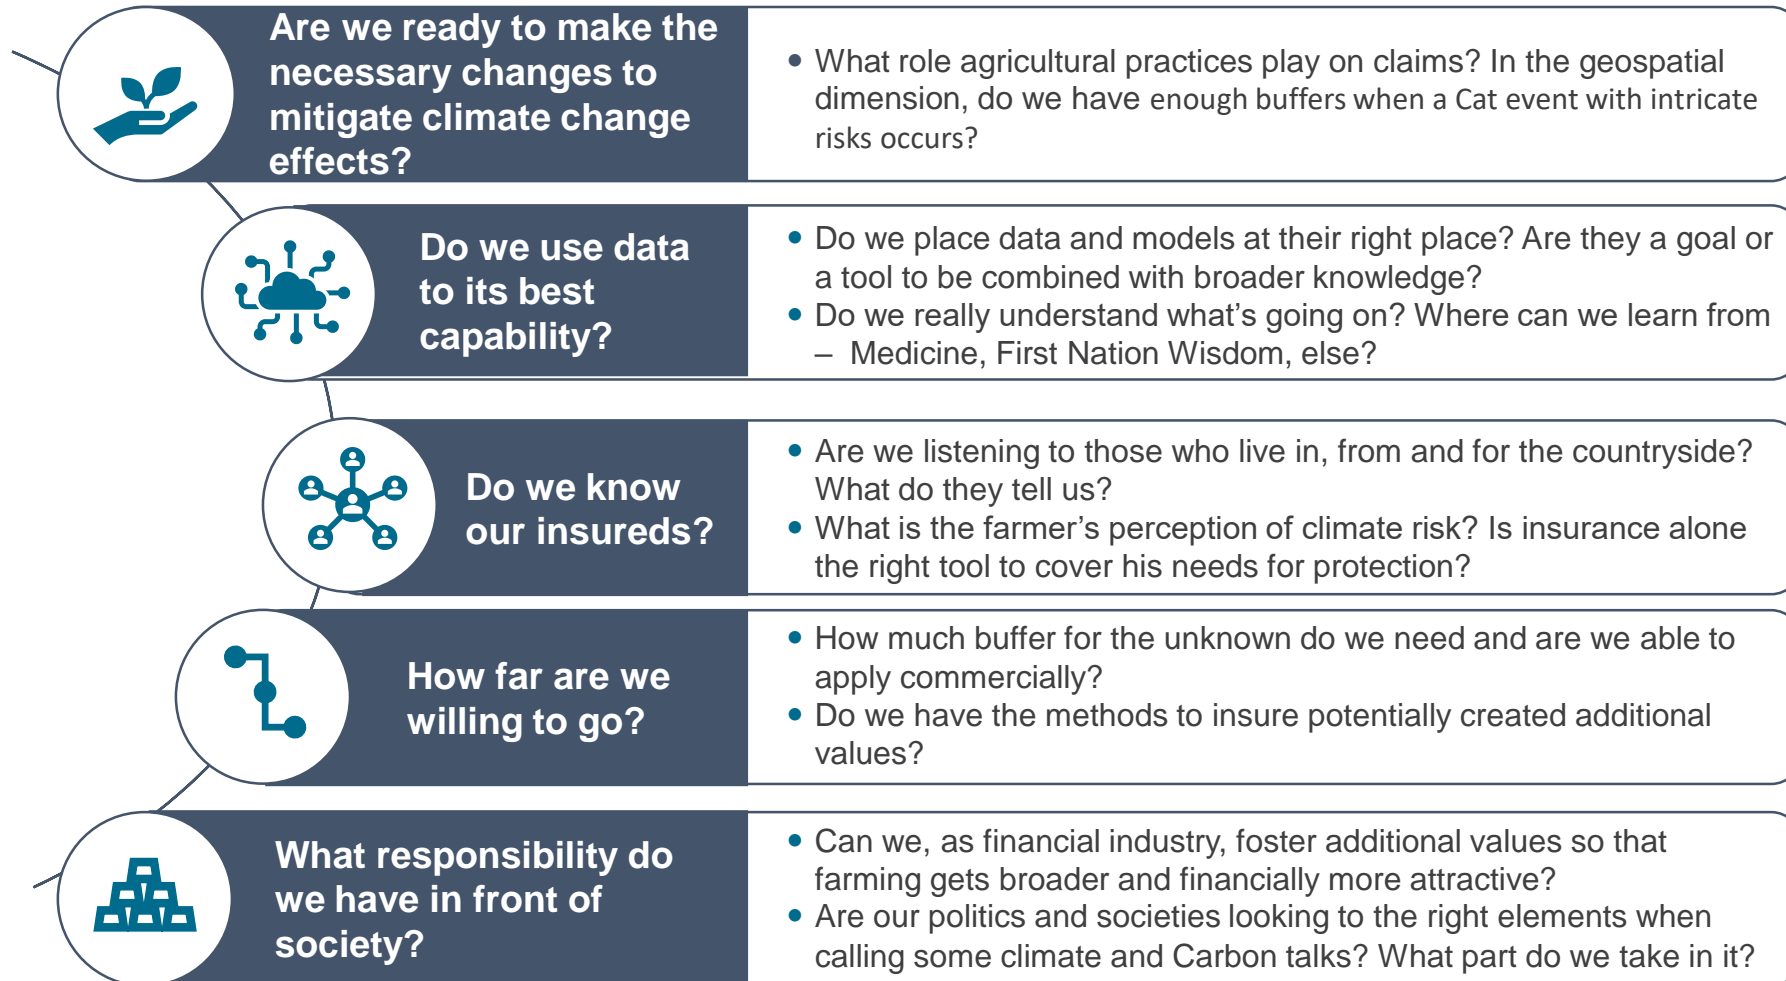 Are we ready to make the
necessary changes to
mitigate climate change
effects?
• What role agricultural practices play on claims? In the geospatial
dimension, do we have enough buffers when a Cat event with intricate
risks occurs?
Do we use data
to its best
capability?
• Do we place data and models at their right place? Are they a goal or
a tool to be combined with broader knowledge?
• Do we really understand what's going on? Where can we learn from
– Medicine, First Nation Wisdom, else?
Do we know
our insureds?
• Are we listening to those who live in, from and for the countryside?
What do they tell us?
• What is the farmer's perception of climate risk? Is insurance alone
the right tool to cover his needs for protection?
How far are we
willing to go?
• How much buffer for the unknown do we need and are we able to
apply commercially?
• Do we have the methods to insure potentially created additional
values?
What responsibility do
we have in front of
society?
• Can we, as financial industry, foster additional values so that
farming gets broader and financially more attractive?
• Are our politics and societies looking to the right elements when
calling some climate and Carbon talks? What part do we take in it?